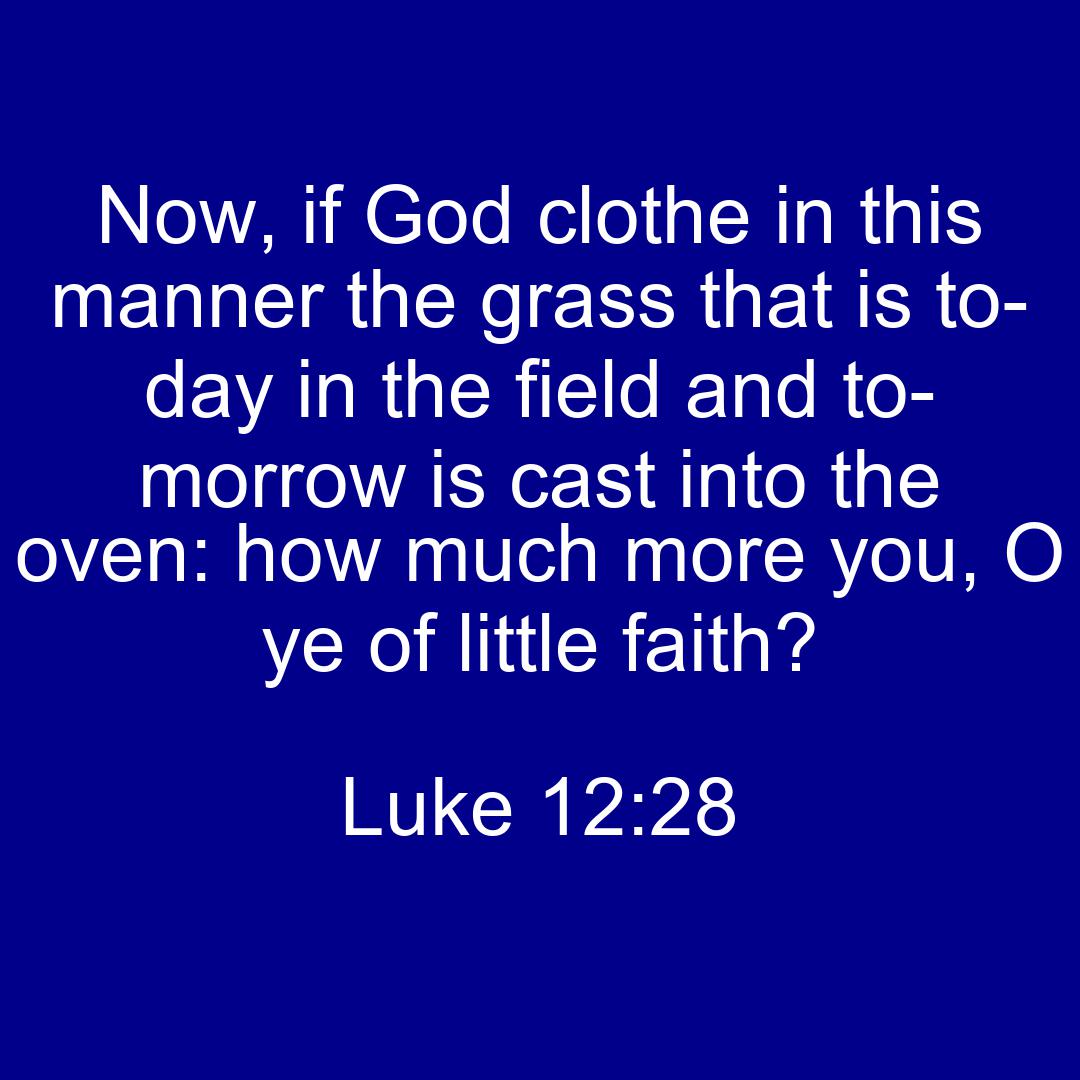 Now, if God clothe in this
manner the grass that is to-
day in the field and to-
morrow is cast into the
oven: how much more you, O
ye of little faith?
Luke 12:28